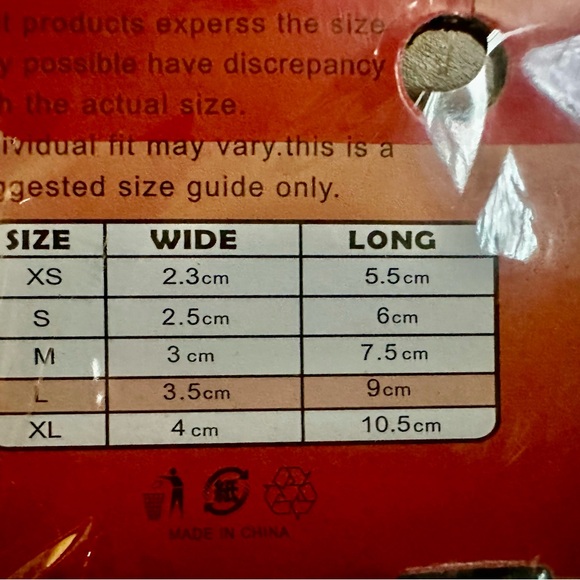 t products experss the size
y possible have discrepancy
h the actual size.
ividual fit may vary.this is a
ggested size guide only.
SIZE WIDE LONG
XS 2.3cm 5.5cm
S 2.5cm 6cm
M 3 cm 7.5cm
L 3.5cm 9cm
XL 4 cm 10.5cm
紙
MADE IN CHINA